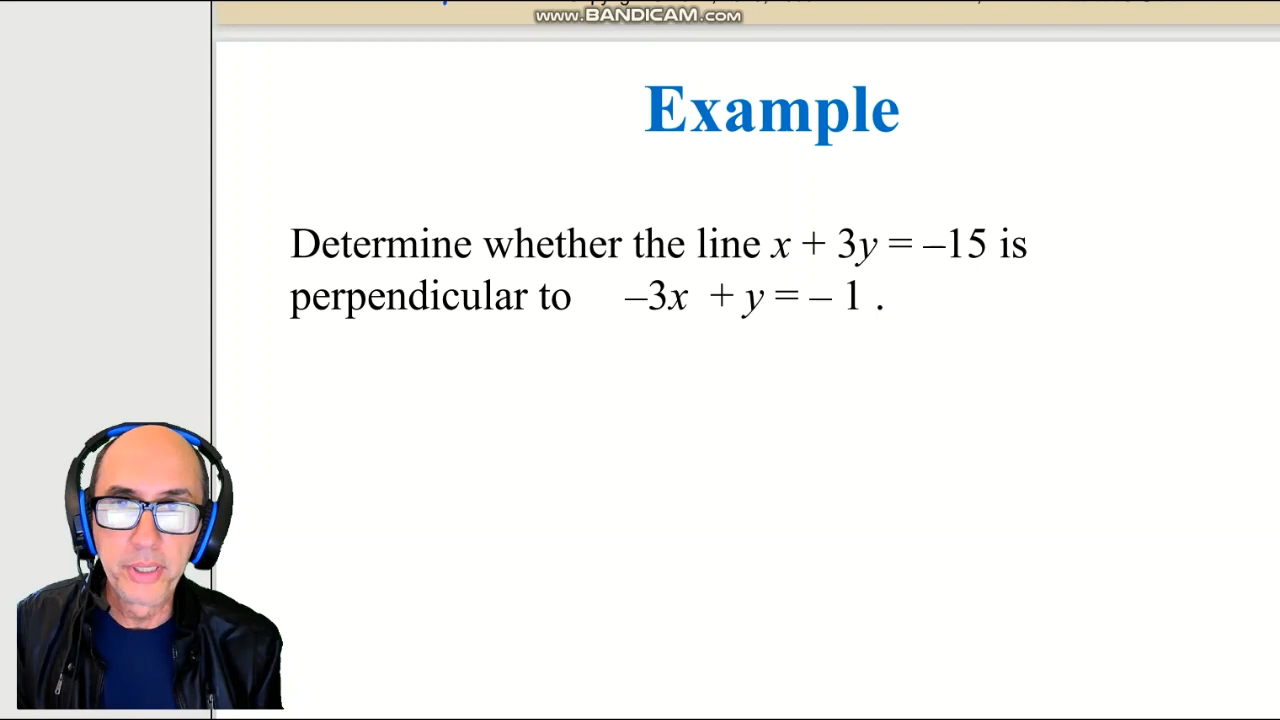 www.BANDICAM.com
Example
Determine whether the line x + 3y = –15 is
perpendicular to –3x + y = – 1 .